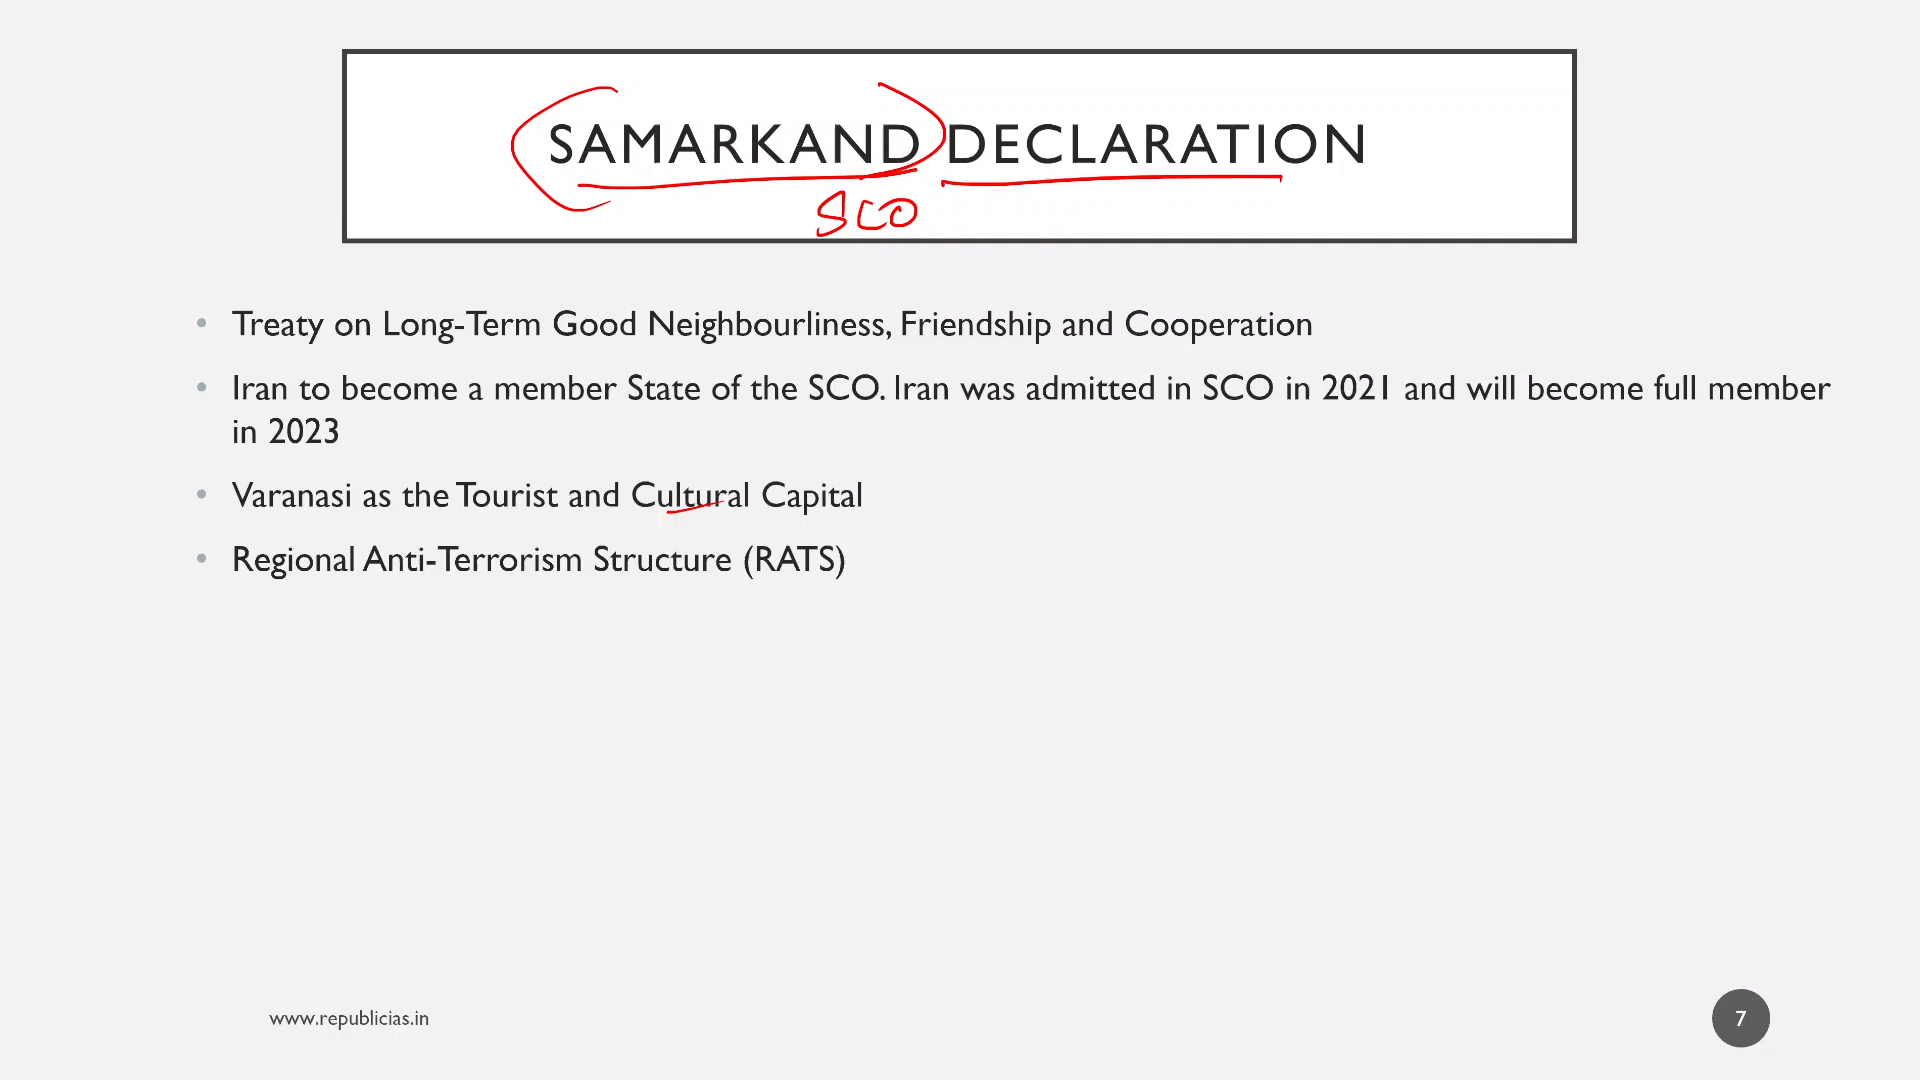 SAMARKAND DECLARATION
SCO
• Treaty on Long-Term Good Neighbourliness, Friendship and Cooperation
• Iran to become a member State of the SCO. Iran was admitted in SCO in 2021 and will become full member
in 2023
• Varanasi as the Tourist and Cultural Capital
• Regional Anti-Terrorism Structure (RATS)
www.republicias.in
7